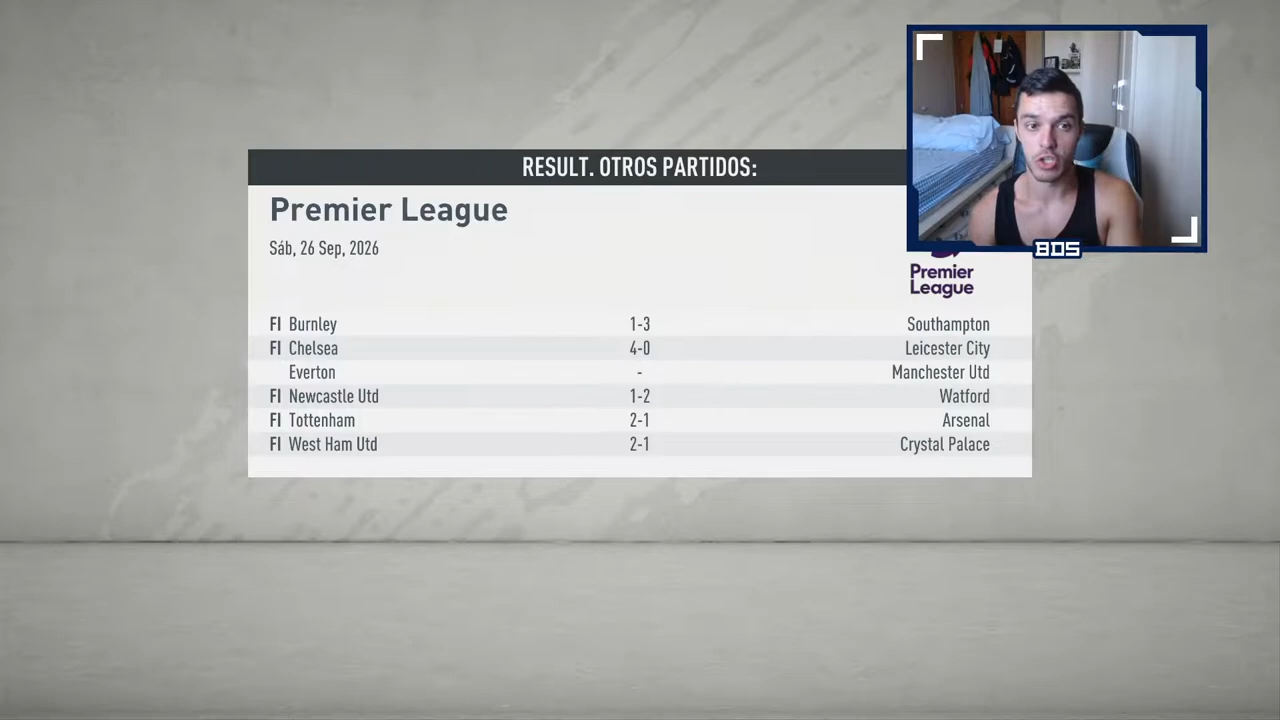 RESULT. OTROS PARTIDOS:
Premier League
Sáb, 26 Sep, 2026
Premier
League
FI Burnley 1-3 Southampton
FI Chelsea 4-0 Leicester City
Everton - Manchester Utd
FI Newcastle Utd 1-2 Watford
FI Tottenham 2-1 Arsenal
FI West Ham Utd 2-1 Crystal Palace
BDS